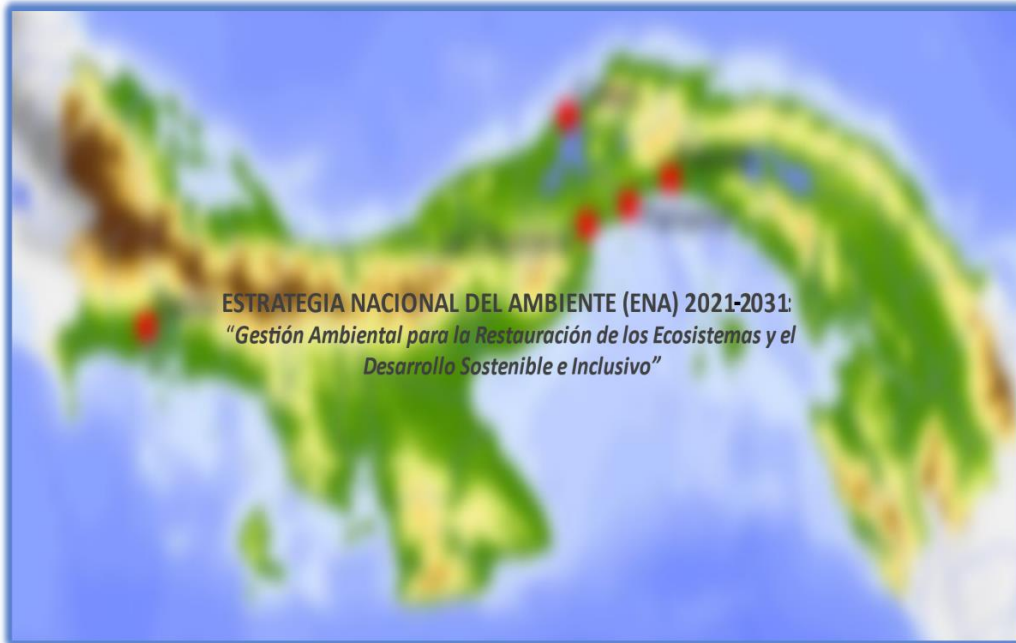 ESTRATEGIA NACIONAL DEL AMBIENTE (ENA) 2021-2031:
“Gestión Ambiental para la Restauración de los Ecosistemas y el
Desarrollo Sostenible e Inclusivo”